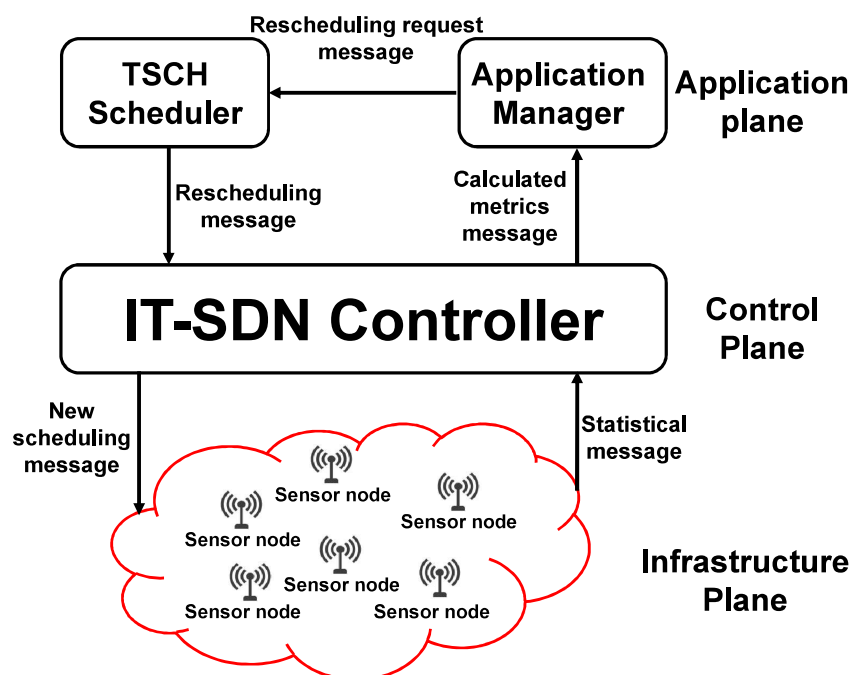 Rescheduling request
message
TSCH
Scheduler
Application
Manager
Application
plane
Rescheduling
message
Calculated
metrics
message
IT-SDN Controller
Control
Plane
New
scheduling
message
Statistical
message
Sensor node
Sensor node
Sensor node
Sensor node
Sensor node
Sensor node
Infrastructure
Plane